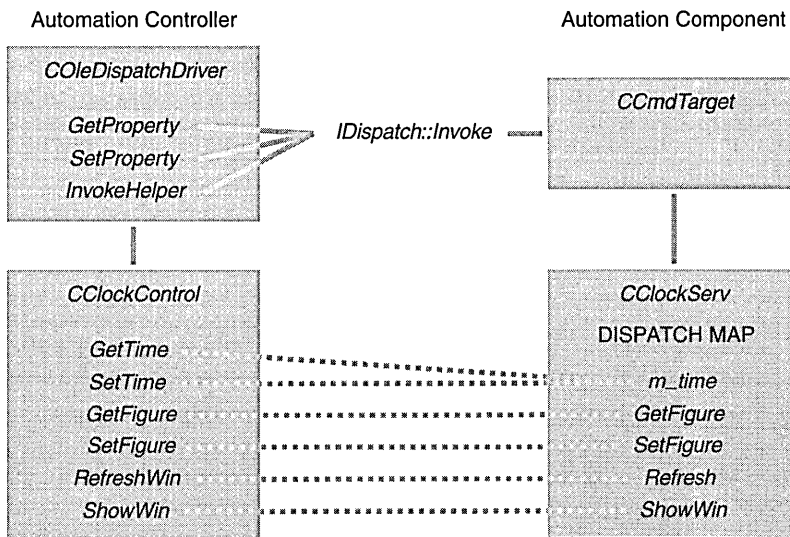 Automation Controller
Automation Component
COleDispatchDriver
GetProperty
SetProperty
InvokeHelper
IDispatch::Invoke
CCmdTarget
CClockControl
GetTime
SetTime
GetFigure
SetFigure
RefreshWin
ShowWin
CClockServ
DISPATCH MAP
m_time
GetFigure
SetFigure
Refresh
ShowWin